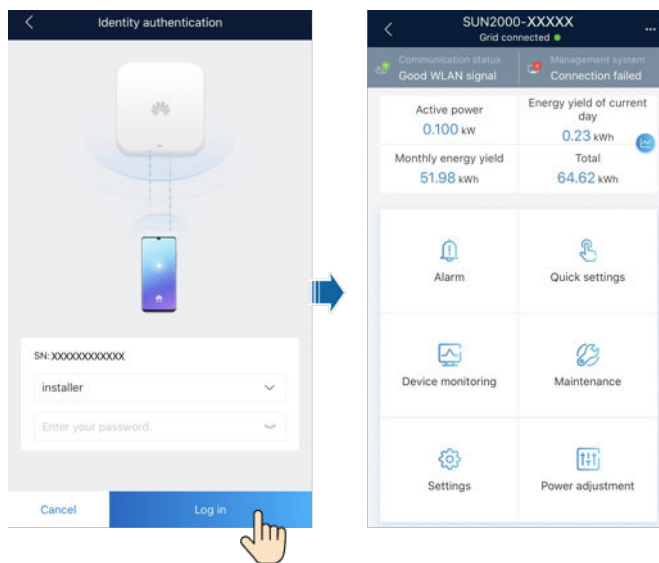 Identity authentication
SN: XXXXXXXXXXXX
installer
Enter your password.
Cancel
Log in
SUN2000-XXXXX
Grid connected
Communication status
Good WLAN signal
Management system
Connection failed
Active power
0.100 kW
Energy yield of current
day
0.23 kWh
Monthly energy yield
51.98 kWh
Total
64.62 kWh
Alarm
Quick settings
Device monitoring
Maintenance
Settings
Power adjustment